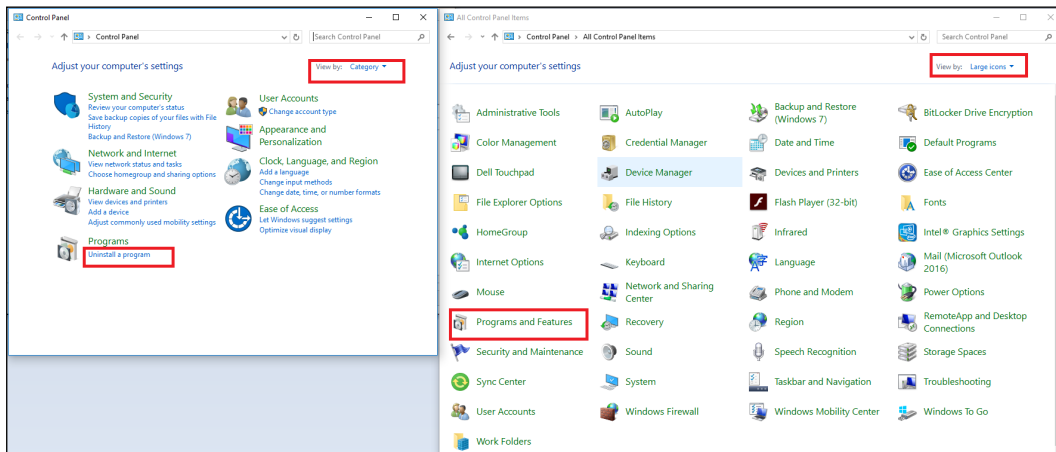 Control Panel
Control Panel
Search Control Panel
Adjust your computer's settings
View by: Category
System and Security
Review your computer's status
Save backup copies of your files with File
History
Backup and Restore (Windows 7)
Network and Internet
View network status and tasks
Choose homegroup and sharing options
Hardware and Sound
View devices and printers
Add a device
Adjust commonly used mobility settings
Programs
Uninstall a program
User Accounts
Change account type
Appearance and
Personalization
Clock, Language, and Region
Add a language
Change input methods
Change date, time, or number formats
Ease of Access
Let Windows suggest settings
Optimize visual display
All Control Panel Items
Control Panel > All Control Panel Items
Search Control Panel
Adjust your computer's settings
View by: Large icons
Administrative Tools
AutoPlay
Backup and Restore
(Windows 7)
BitLocker Drive Encryption
Color Management
Credential Manager
Date and Time
Default Programs
Dell Touchpad
Device Manager
Devices and Printers
Ease of Access Center
File Explorer Options
File History
Flash Player (32-bit)
Fonts
HomeGroup
Indexing Options
Infrared
Intel® Graphics Settings
Internet Options
Keyboard
Language
Mail (Microsoft Outlook
2016)
Mouse
Network and Sharing
Center
Phone and Modem
Power Options
Programs and Features
Recovery
Region
RemoteApp and Desktop
Connections
Security and Maintenance
Sound
Speech Recognition
Storage Spaces
Sync Center
System
Taskbar and Navigation
Troubleshooting
User Accounts
Windows Firewall
Windows Mobility Center
Windows To Go
Work Folders